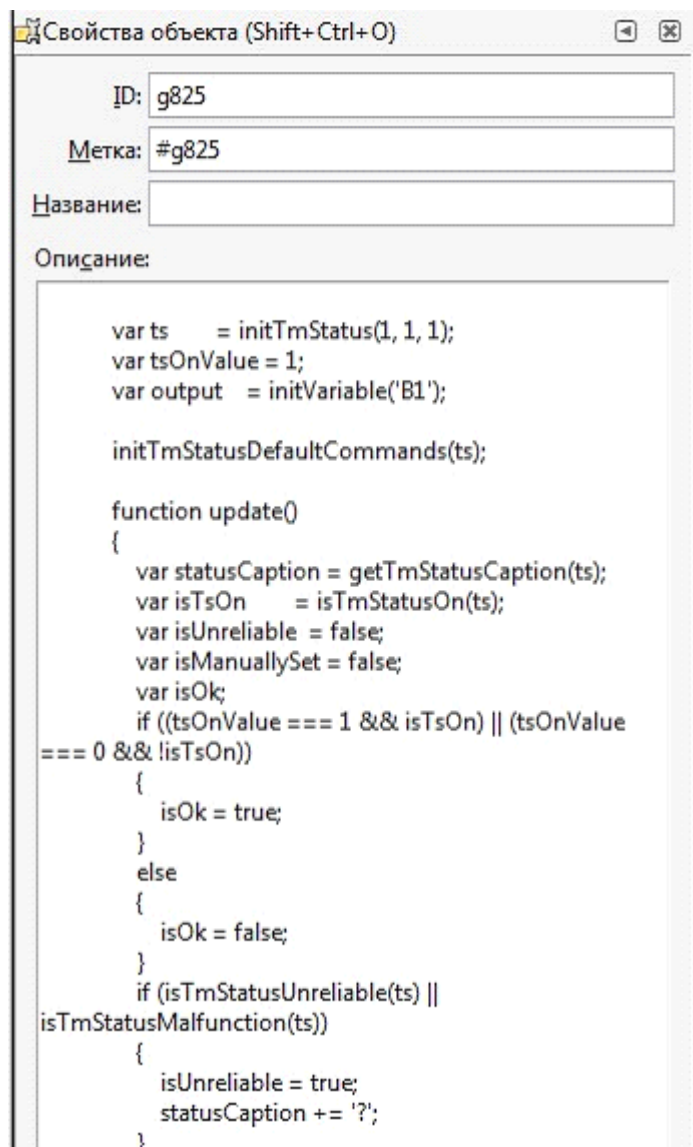 Свойства объекта (Shift+Ctrl+O)
ID: g825
Метка: #g825
Название:
Описание:
var ts = initTmStatus(1, 1, 1);
var tsOnValue = 1;
var output = initVariable('B1');
initTmStatusDefaultCommands(ts);
function update()
{
var statusCaption = getTmStatusCaption(ts);
var isTsOn = isTmStatusOn(ts);
var isUnreliable = false;
var isManuallySet = false;
var isOk;
if ((tsOnValue === 1 && isTsOn) || (tsOnValue
=== 0 && !isTsOn))
{
isOk = true;
}
else
{
isOk = false;
}
if (isTmStatusUnreliable(ts) ||
isTmStatusMalfunction(ts))
{
isUnreliable = true;
statusCaption += '?';
}